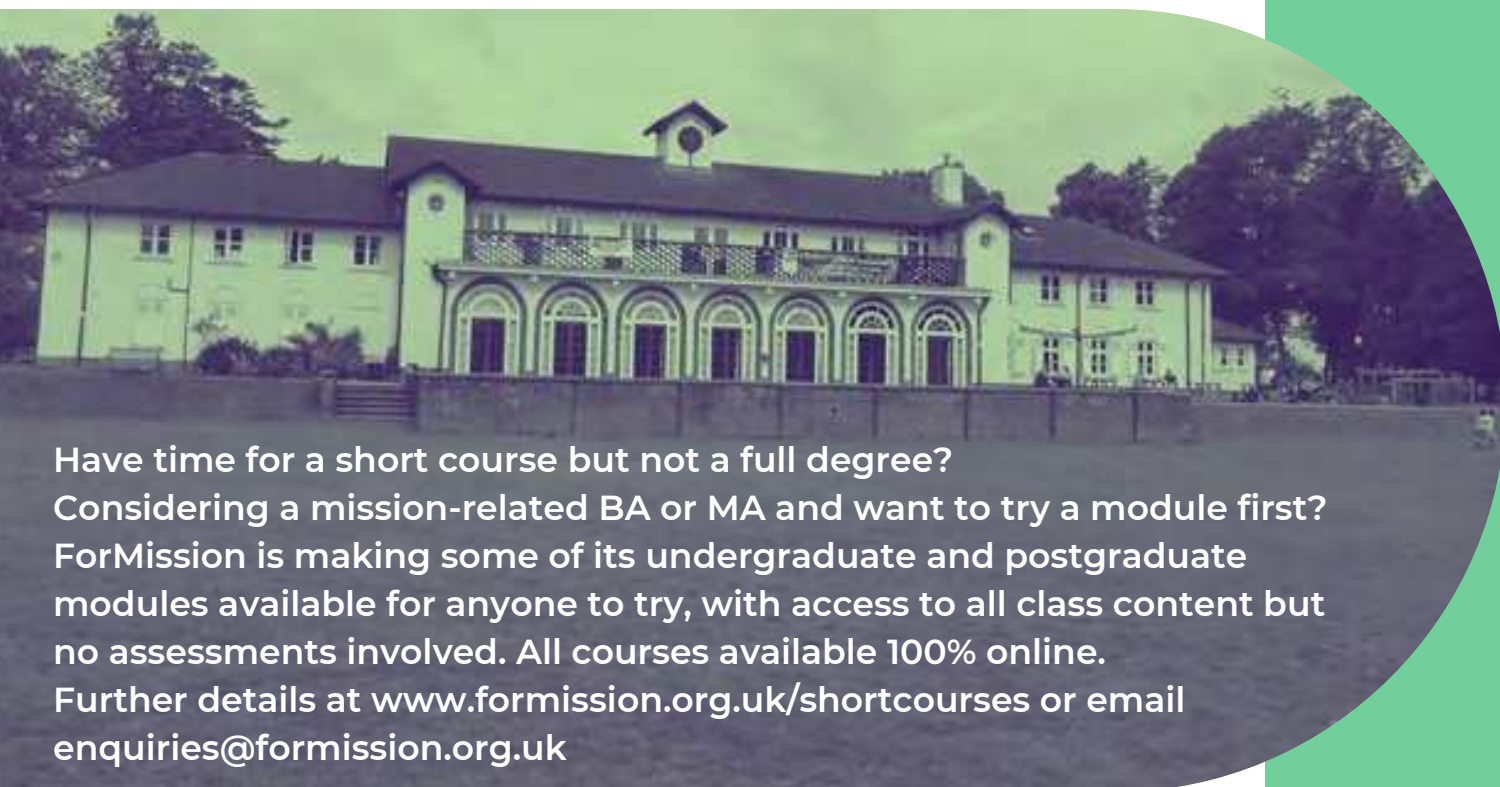 Have time for a short course but not a full degree?
Considering a mission-related BA or MA and want to try a module first?
ForMission is making some of its undergraduate and postgraduate
modules available for anyone to try, with access to all class content but
no assessments involved. All courses available 100% online.
Further details at www.formission.org.uk/shortcourses or email
enquiries@formission.org.uk